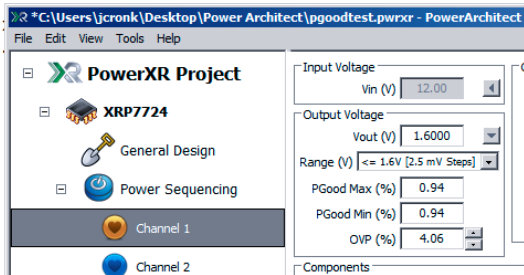 *C:\Users\jcronk\Desktop\Power Architect\pgoodtest.pwrxr - PowerArchitect
File Edit View Tools Help
PowerXR Project
XRP7724
General Design
Power Sequencing
Channel 1
Channel 2
Input Voltage
Vin (V) 12.00
Output Voltage
Vout (V) 1.6000
Range (V) <= 1.6V [2.5 mV Steps]
PGood Max (%) 0.94
PGood Min (%) 0.94
OVP (%) 4.06
Components